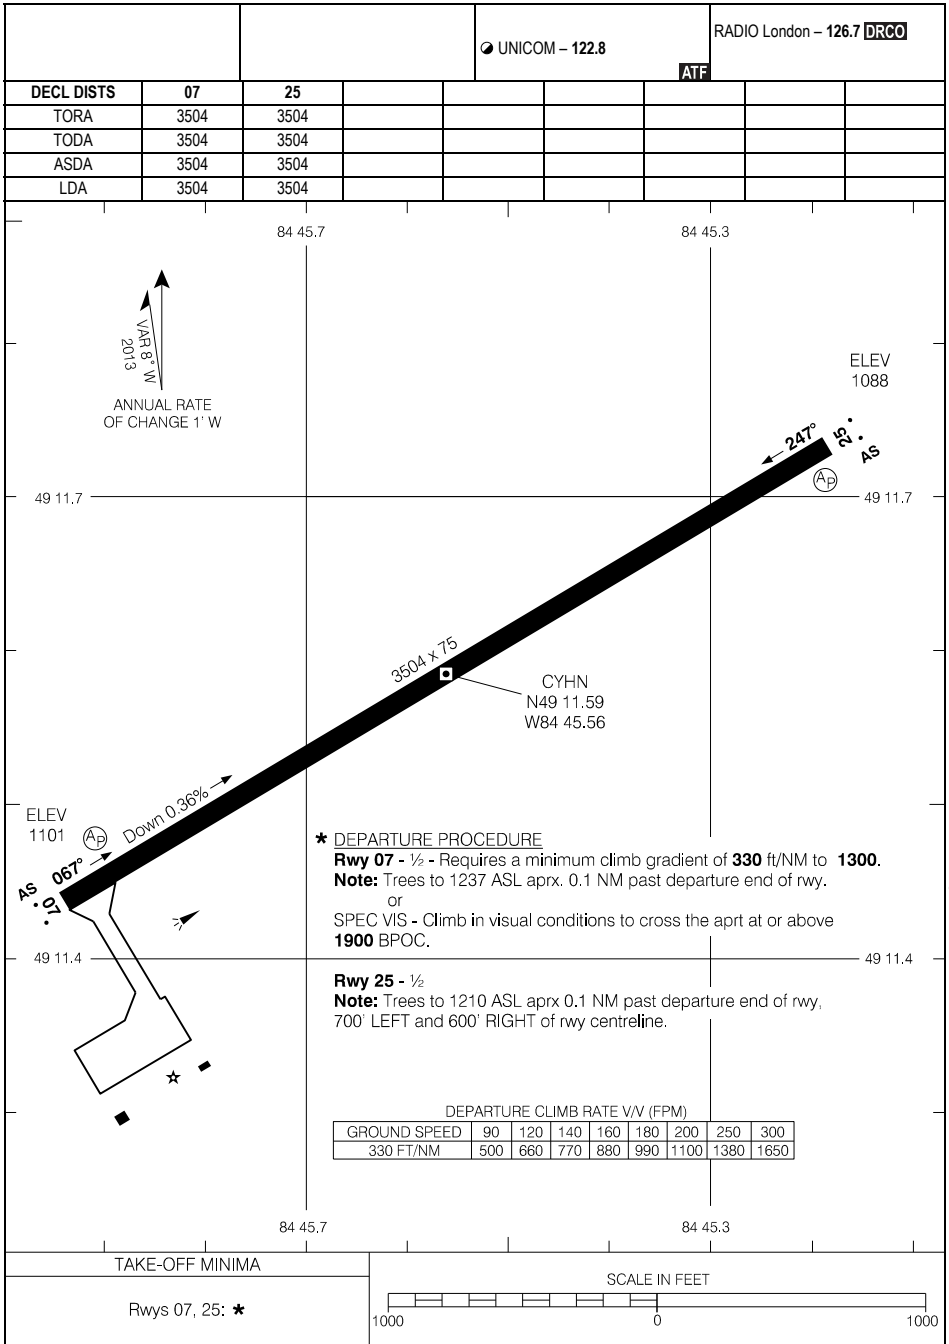 UNICOM – 122.8
ATF
RADIO London – 126.7 DRCO
DECL DISTS 07 25
TORA 3504 3504
TODA 3504 3504
ASDA 3504 3504
LDA 3504 3504
84 45.7 84 45.3
VAR 8° W
2013
ANNUAL RATE
OF CHANGE 1' W
ELEV
1088
247°
25
AS
AP
49 11.7 49 11.7
3504 x 75
CYHN
N49 11.59
W84 45.56
Down 0.36%
ELEV
1101
AP
067°
AS
07
* DEPARTURE PROCEDURE
Rwy 07 - ½ - Requires a minimum climb gradient of 330 ft/NM to 1300.
Note: Trees to 1237 ASL aprx. 0.1 NM past departure end of rwy.
or
SPEC VIS - Climb in visual conditions to cross the aprt at or above
1900 BPOC.
49 11.4 49 11.4
Rwy 25 - ½
Note: Trees to 1210 ASL aprx 0.1 NM past departure end of rwy,
700' LEFT and 600' RIGHT of rwy centreline.
DEPARTURE CLIMB RATE V/V (FPM)
GROUND SPEED 90 120 140 160 180 200 250 300
330 FT/NM 500 660 770 880 990 1100 1380 1650
84 45.7 84 45.3
TAKE-OFF MINIMA
Rwys 07, 25: *
SCALE IN FEET
1000 0 1000